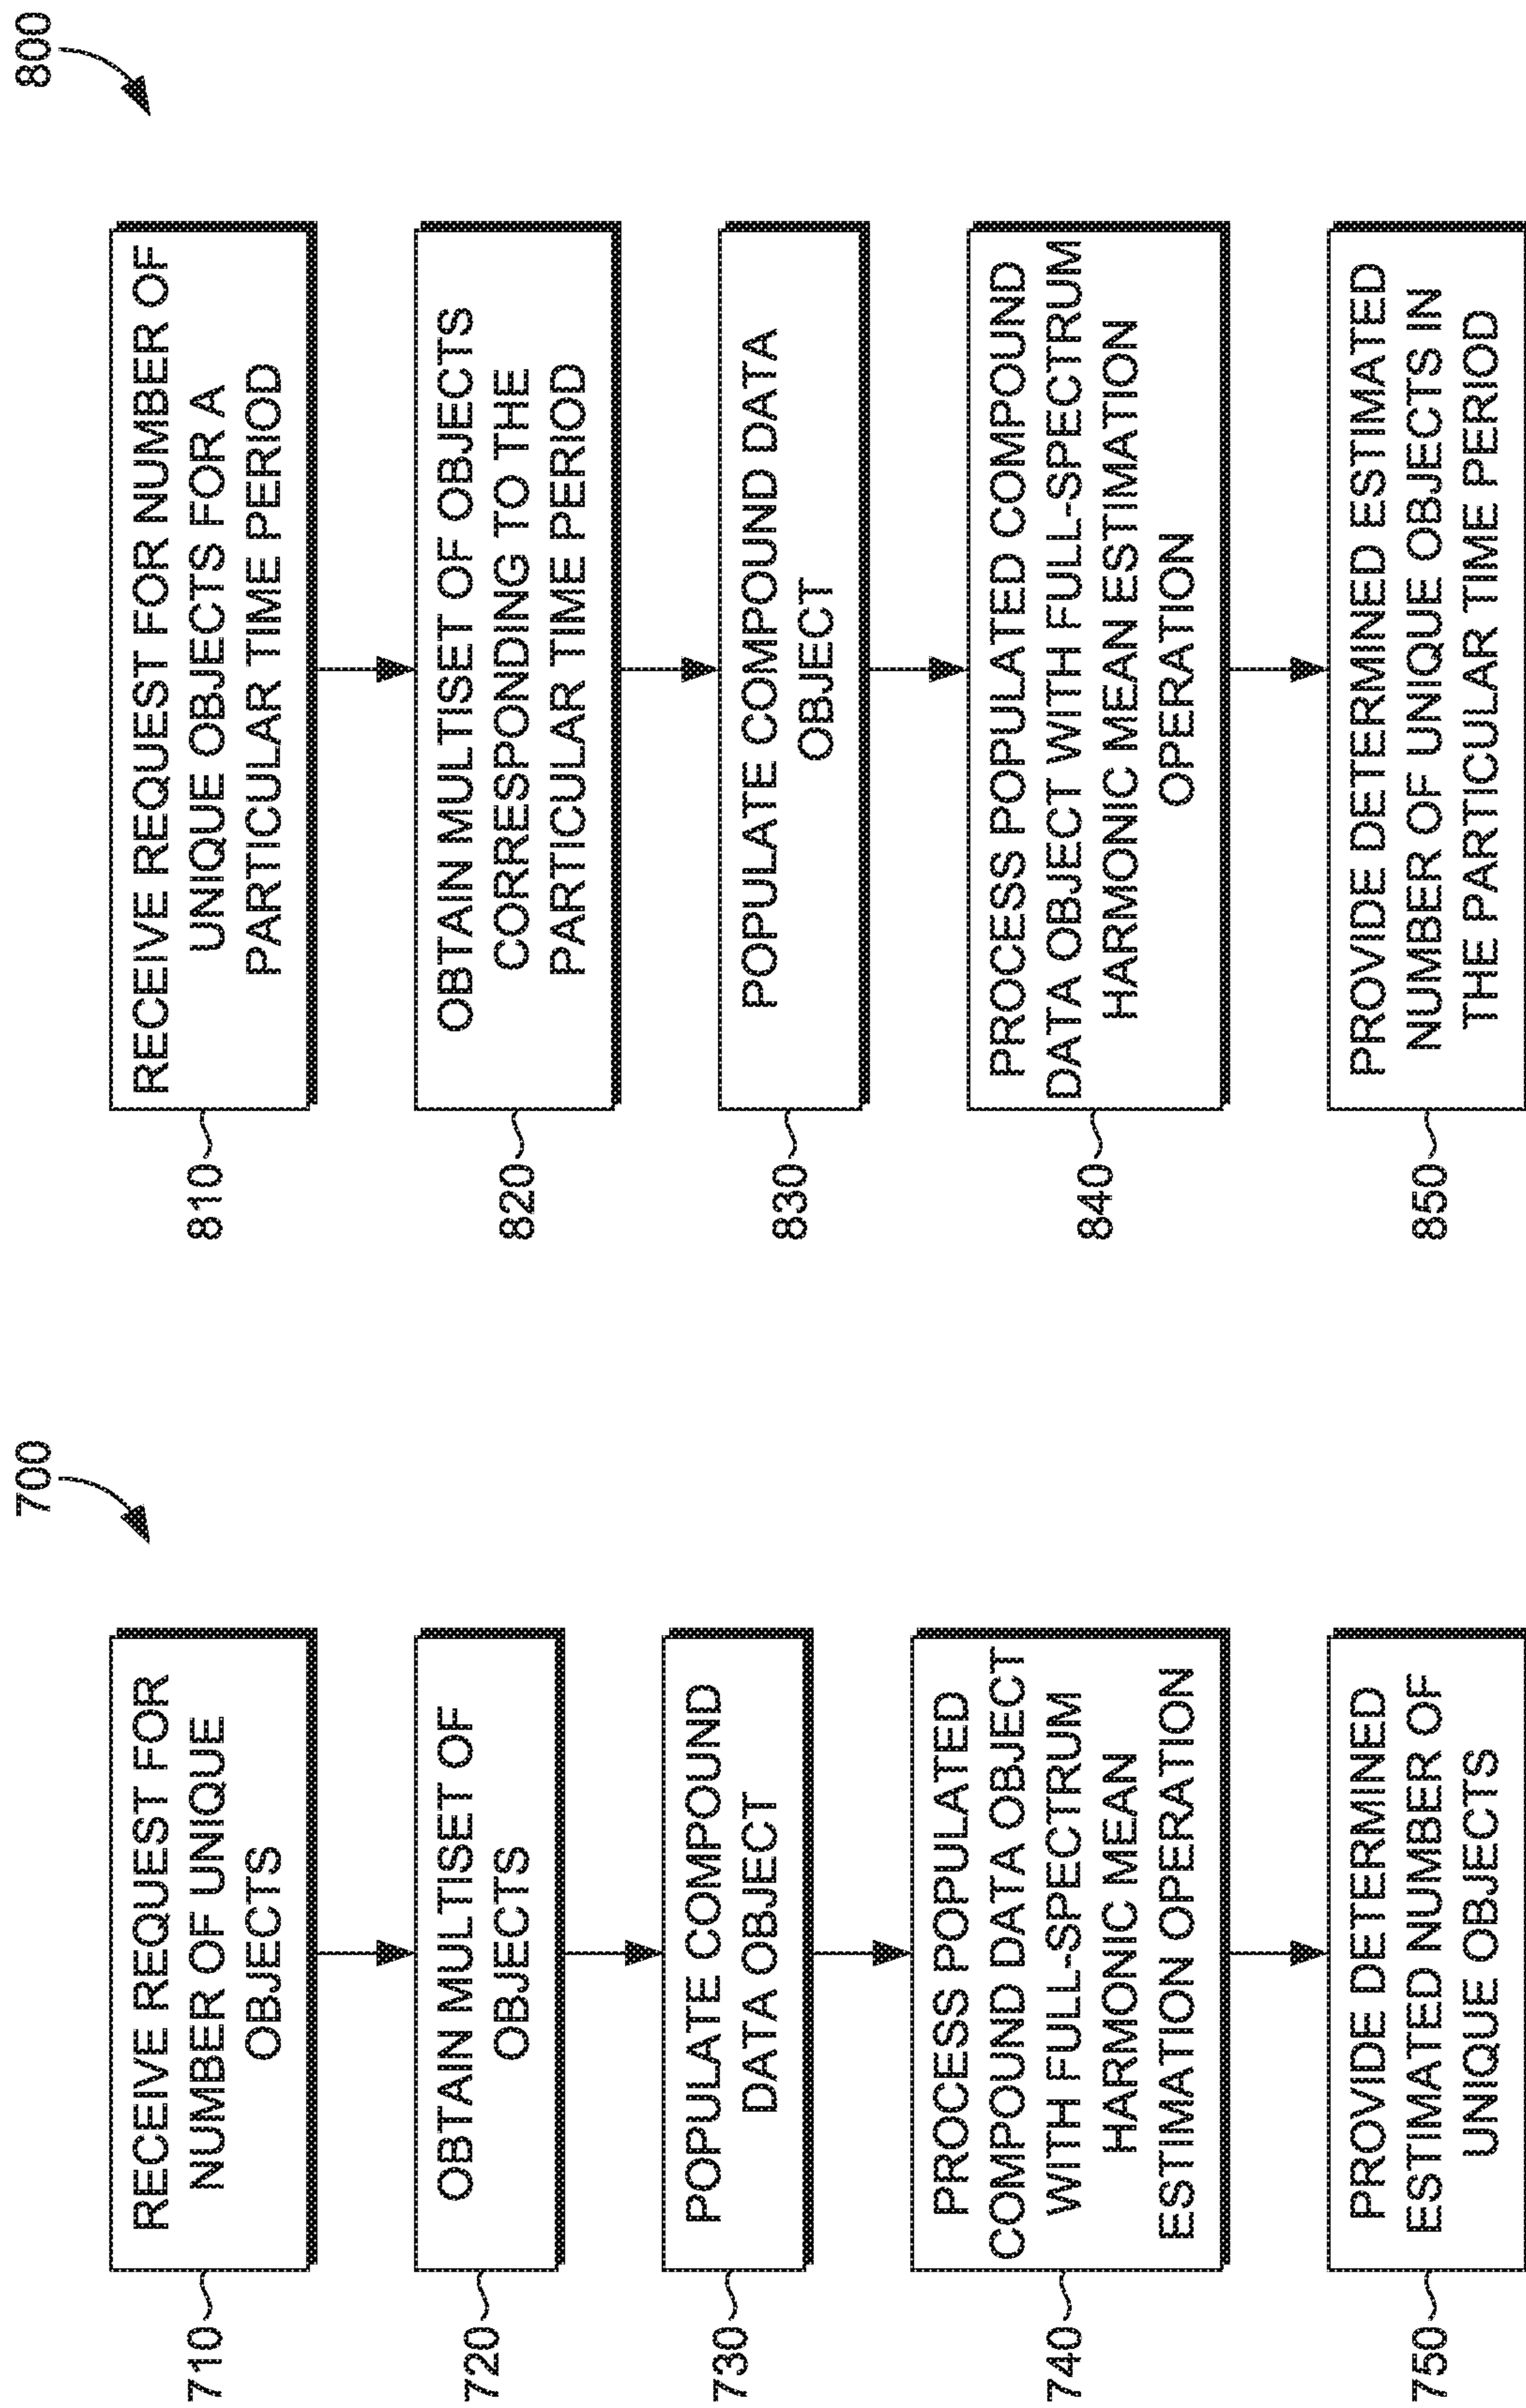 700
710
RECEIVE REQUEST FOR
NUMBER OF UNIQUE
OBJECTS
720
OBTAIN MULTISET OF
OBJECTS
730
POPULATE COMPOUND
DATA OBJECT
740
PROCESS POPULATED
COMPOUND DATA OBJECT
WITH FULL-SPECTRUM
HARMONIC MEAN
ESTIMATION OPERATION
750
PROVIDE DETERMINED
ESTIMATED NUMBER OF
UNIQUE OBJECTS
800
810
RECEIVE REQUEST FOR NUMBER OF
UNIQUE OBJECTS FOR A
PARTICULAR TIME PERIOD
820
OBTAIN MULTISET OF OBJECTS
CORRESPONDING TO THE
PARTICULAR TIME PERIOD
830
POPULATE COMPOUND DATA
OBJECT
840
PROCESS POPULATED COMPOUND
DATA OBJECT WITH FULL-SPECTRUM
HARMONIC MEAN ESTIMATION
OPERATION
850
PROVIDE DETERMINED ESTIMATED
NUMBER OF UNIQUE OBJECTS IN
THE PARTICULAR TIME PERIOD